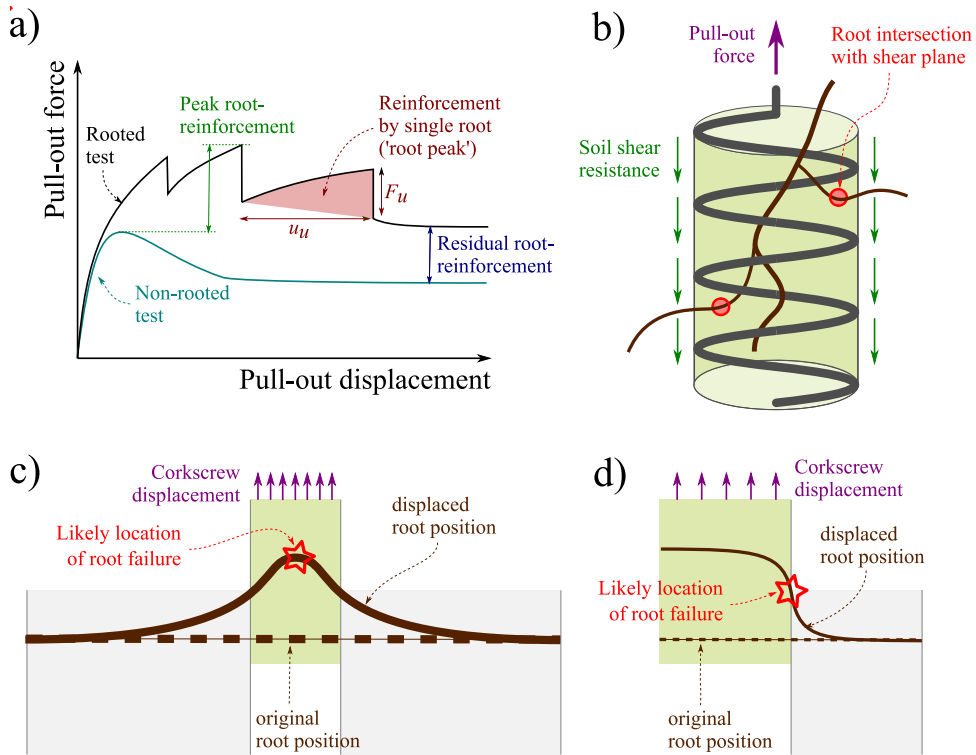 a)
Pull-out force
Pull-out displacement
Rooted
test
Peak root-
reinforcement
Reinforcement
by single root
('root peak')
Fu
uu
Residual root-
reinforcement
Non-rooted
test
b)
Pull-out
force
Root intersection
with shear plane
Soil shear
resistance
c)
Corkscrew
displacement
displaced
root position
Likely location
of root failure
original
root position
d)
Corkscrew
displacement
displaced
root position
Likely location
of root failure
original
root position